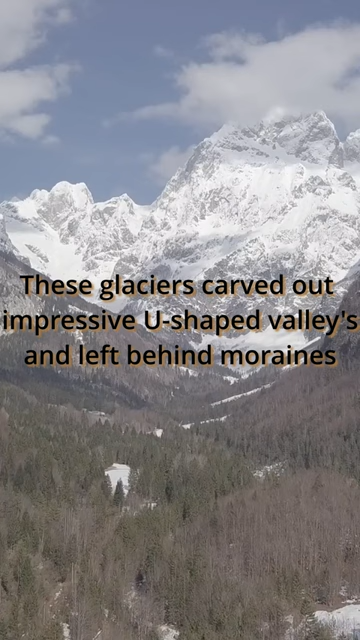 These glaciers carved out
impressive U-shaped valley's
and left behind moraines